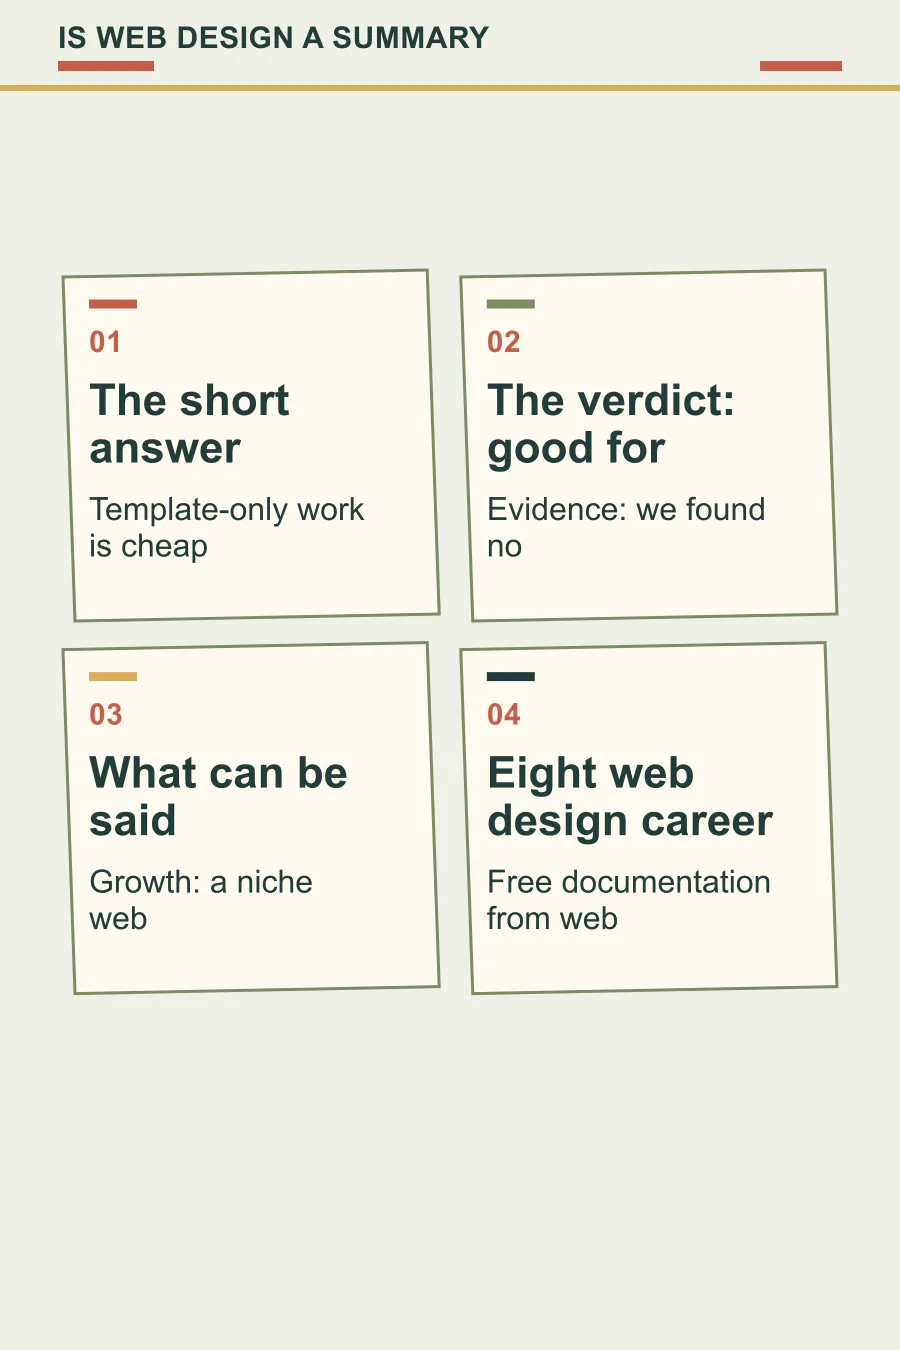 IS WEB DESIGN A SUMMARY
01
The short
answer
Template-only work
is cheap
02
The verdict:
good for
Evidence: we found
no
03
What can be
said
Growth: a niche
web
04
Eight web
design career
Free documentation
from web